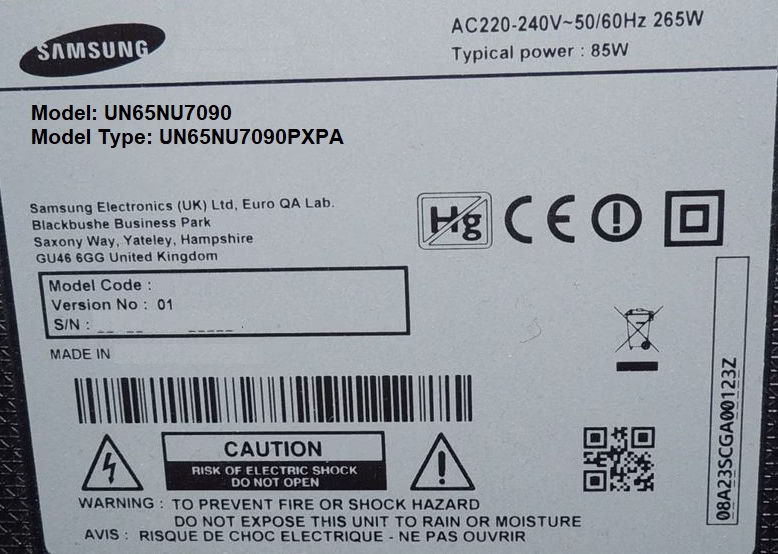 SAMSUNG
AC220-240V~50/60Hz 265W
Typical power : 85W
Model: UN65NU7090
Model Type: UN65NU7090PXPA
Samsung Electronics (UK) Ltd, Euro QA Lab.
Blackbushe Business Park
Saxony Way, Yateley, Hampshire
GU46 6GG United Kingdom
Hg CE
Model Code :
Version No : 01
S/N :
MADE IN
08A23SCGA00123Z
CAUTION
RISK OF ELECTRIC SHOCK
DO NOT OPEN
WARNING : TO PREVENT FIRE OR SHOCK HAZARD
DO NOT EXPOSE THIS UNIT TO RAIN OR MOISTURE
AVIS : RISQUE DE CHOC ELECTRIQUE - NE PAS OUVRIR